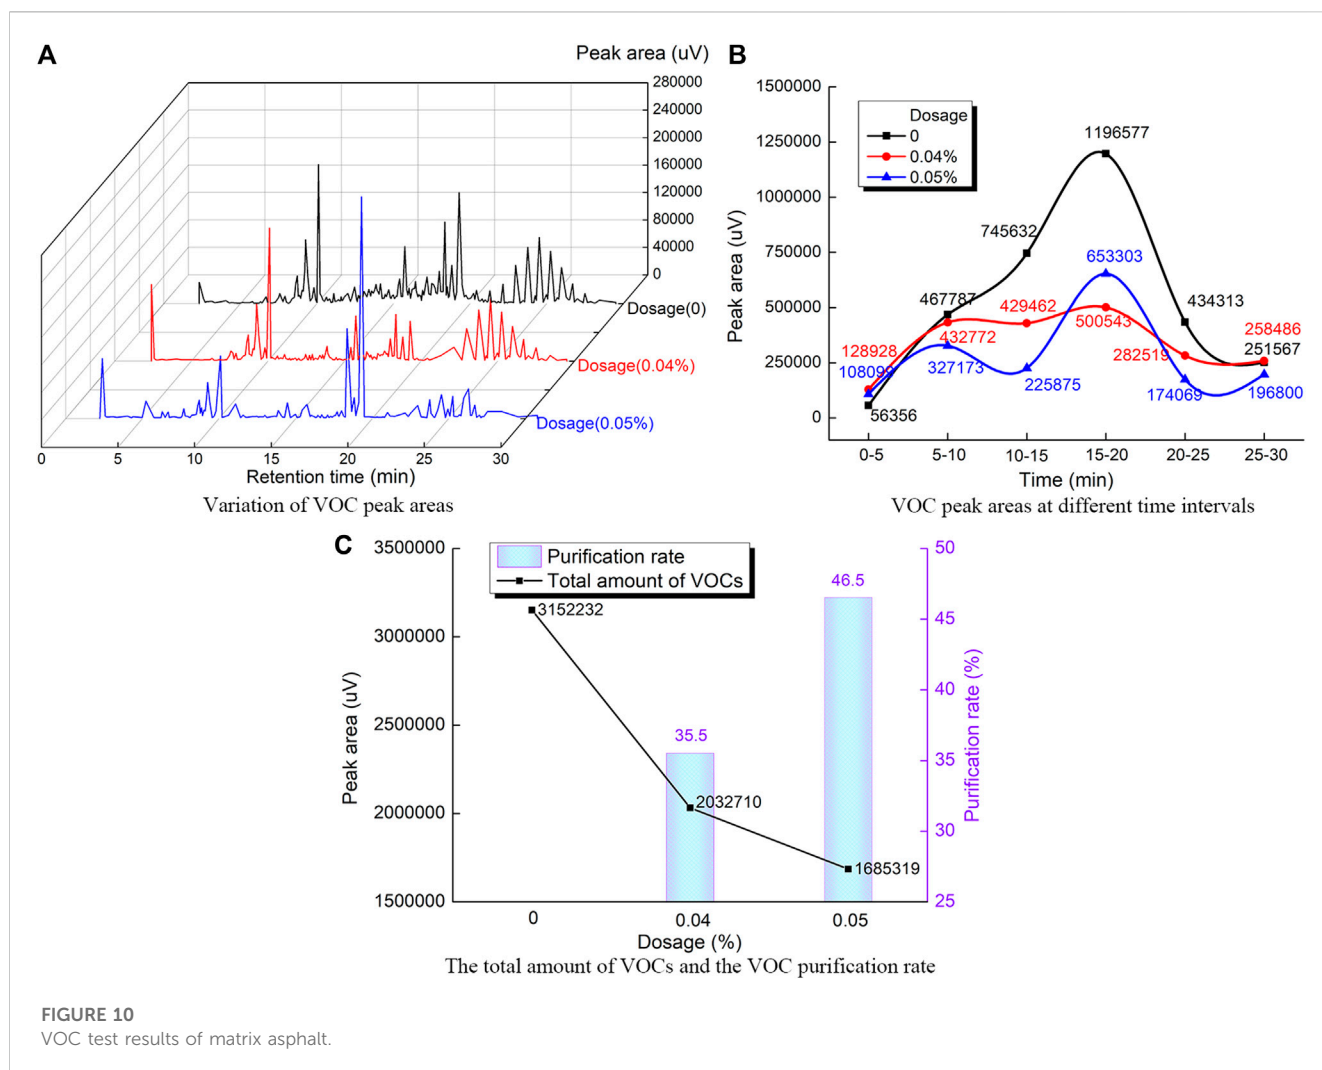 A
Peak area (uV)
280000
240000
200000
160000
120000
80000
40000
0
Dosage(0)
Dosage(0.04%)
Dosage(0.05%)
0 5 10 15 20 25 30
Retention time (min)
Variation of VOC peak areas
B
1500000
1250000
1000000
750000
500000
250000
0
Peak area (uV)
Dosage
0
0.04%
0.05%
1196577
745632
653303
467787
429462
434313
432772
500543
258486
128928
282519
251567
108099
327173
225875
174069
196800
56356
0-5 5-10 10-15 15-20 20-25 25-30
Time (min)
VOC peak areas at different time intervals
C
3500000
3000000
2500000
2000000
1500000
Peak area (uV)
Purification rate
Total amount of VOCs
3152232
35.5
2032710
46.5
1685319
50
45
40
35
30
25
Purification rate (%)
0 0.04 0.05
Dosage (%)
The total amount of VOCs and the VOC purification rate
FIGURE 10
VOC test results of matrix asphalt.